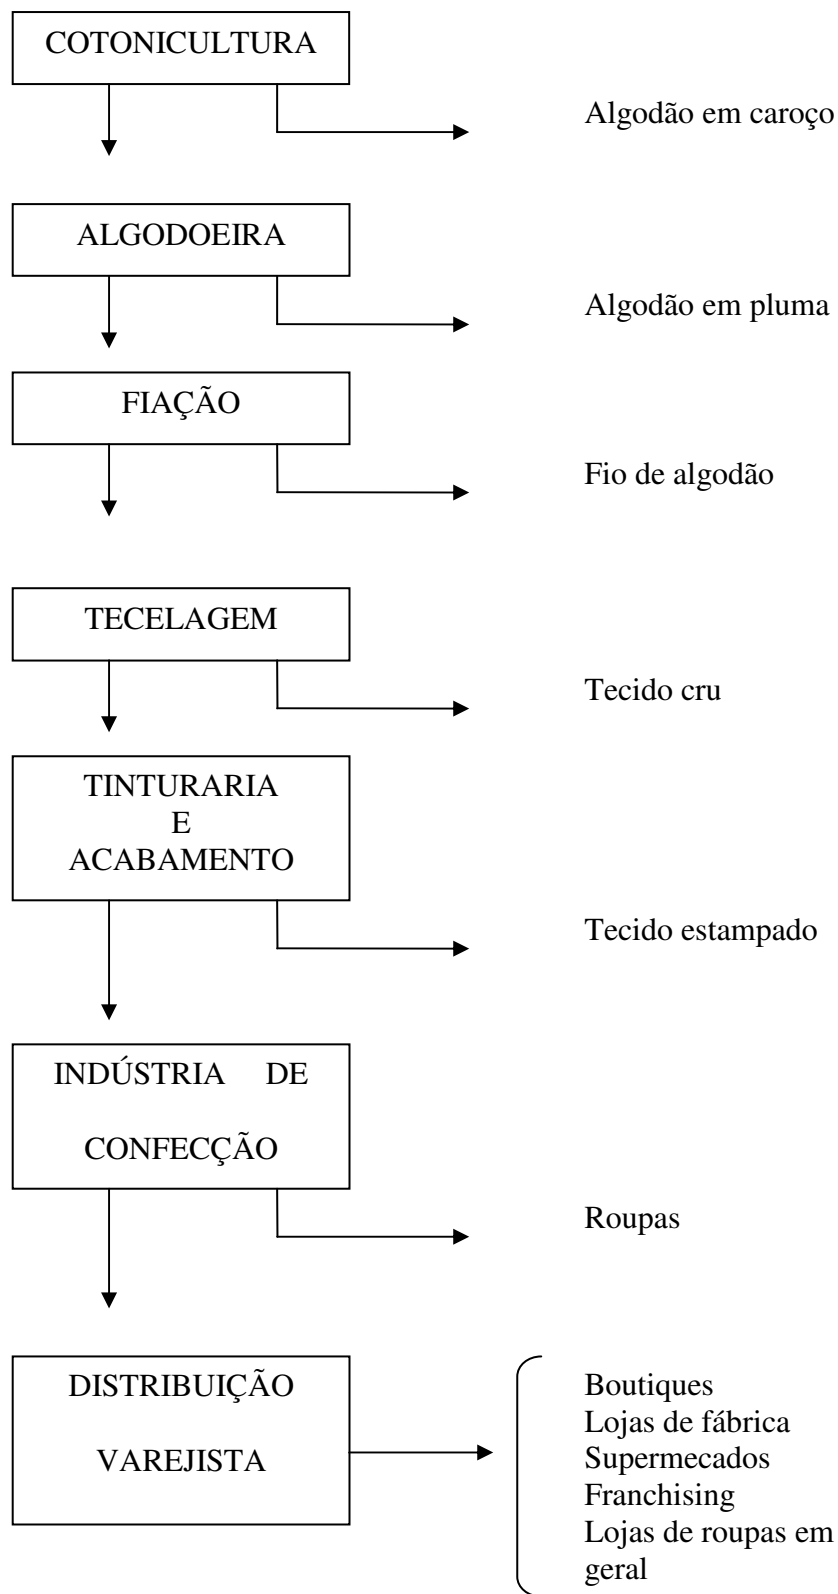 COTONICULTURA
Algodão em caroço
ALGODOEIRA
Algodão em pluma
FIAÇÃO
Fio de algodão
TECELAGEM
Tecido cru
TINTURARIA
E
ACABAMENTO
Tecido estampado
INDÚSTRIA DE
CONFECÇÃO
Roupas
DISTRIBUIÇÃO
VAREJISTA
Boutiques
Lojas de fábrica
Supermecados
Franchising
Lojas de roupas em
geral